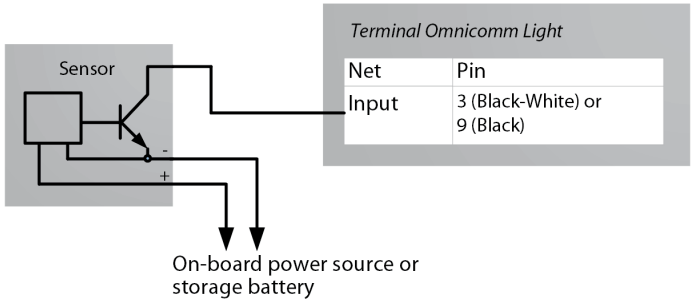 Terminal Omnicomm Light
Sensor
Net Pin
Input 3 (Black-White) or
9 (Black)
-
+
On-board power source or
storage battery